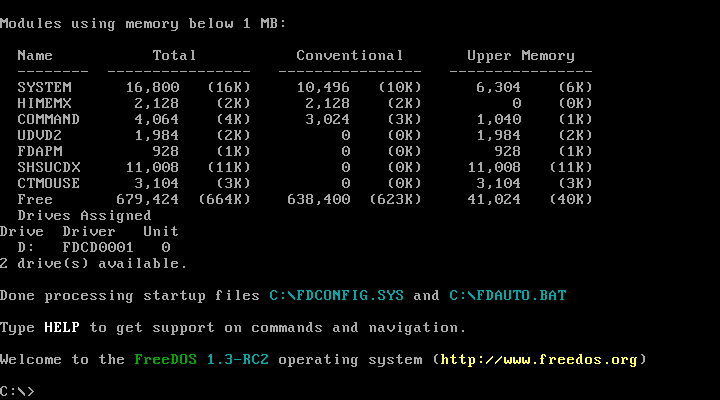 Modules using memory below 1 MB:
Name Total Conventional Upper Memory
-------- ---------------- ---------------- ----------------
SYSTEM 16,800 (16K) 10,496 (10K) 6,304 (6K)
HIMEMX 2,128 (2K) 2,128 (2K) 0 (0K)
COMMAND 4,064 (4K) 3,024 (3K) 1,040 (1K)
UDVD2 1,984 (2K) 0 (0K) 1,984 (2K)
FDAPM 928 (1K) 0 (0K) 928 (1K)
SHSUCDX 11,008 (11K) 0 (0K) 11,008 (11K)
CTMOUSE 3,104 (3K) 0 (0K) 3,104 (3K)
Free 679,424 (664K) 638,400 (623K) 41,024 (40K)
Drives Assigned
Drive Driver Unit
D: FDCD0001 0
2 drive(s) available.
Done processing startup files C:\FDCONFIG.SYS and C:\FDAUTO.BAT
Type HELP to get support on commands and navigation.
Welcome to the FreeDOS 1.3-RC2 operating system (http://www.freedos.org)
C:\>